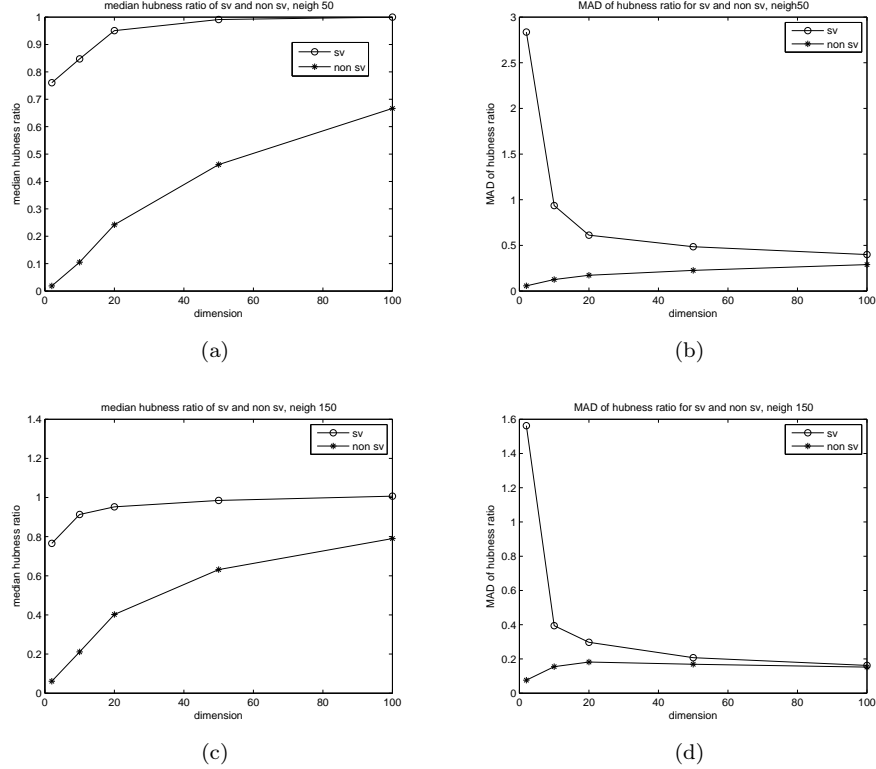 median hubness ratio of sv and non sv, neigh 50
1
0.9
0.8
0.7
0.6
0.5
0.4
0.3
0.2
0.1
0
median hubness ratio
sv
non sv
0 20 40 60 80 100
dimension
(a)
MAD of hubness ratio for sv and non sv, neigh50
3
2.5
2
1.5
1
0.5
0
MAD of hubness ratio
sv
non sv
0 20 40 60 80 100
dimension
(b)
median hubness ratio of sv and non sv, neigh 150
1.4
1.2
1
0.8
0.6
0.4
0.2
0
median hubness ratio
sv
non sv
0 20 40 60 80 100
dimension
(c)
MAD of hubness ratio for sv and non sv, neigh 150
1.6
1.4
1.2
1
0.8
0.6
0.4
0.2
0
MAD of hubness ratio
sv
non sv
0 20 40 60 80 100
dimension
(d)